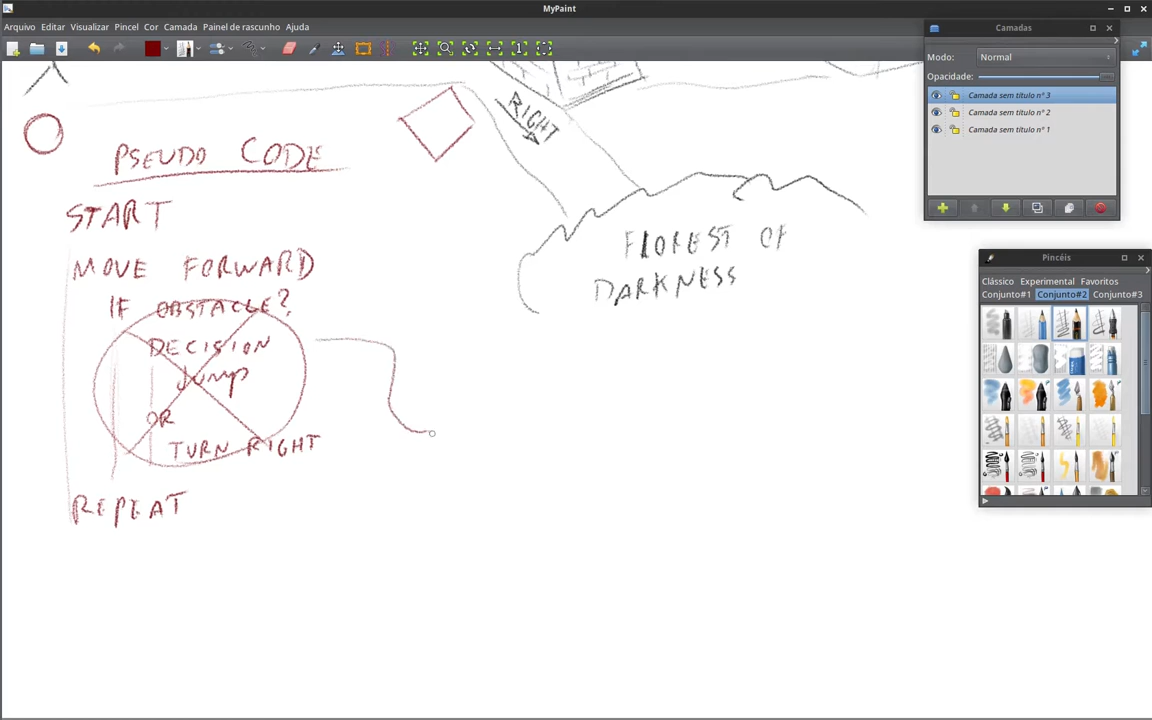 MyPaint
Arquivo Editar Visualizar Pincel Cor Camada Painel de rascunho Ajuda
Camadas
Modo: Normal
Opacidade:
Camada sem título nº 3
Camada sem título nº 2
Camada sem título nº 1
Pincéis
Clássico Experimental Favoritos
Conjunto#1 Conjunto#2 Conjunto#3
RIGHT
PSEUDO CODE
START
MOVE FORWARD
IF OBSTACLE?
DECISION
JUMP
OR
TURN RIGHT
REPEAT
FLOREST OF
DARKNESS